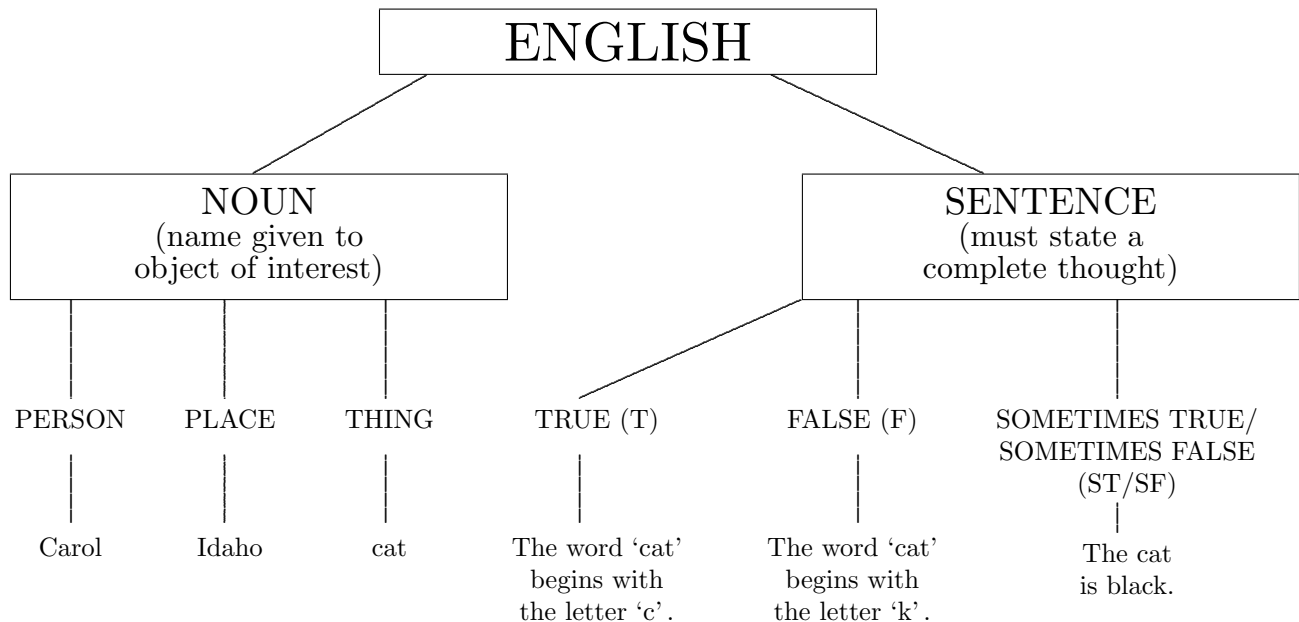 ENGLISH
NOUN
(name given to
object of interest)
SENTENCE
(must state a
complete thought)
PERSON
PLACE
THING
TRUE (T)
FALSE (F)
SOMETIMES TRUE/
SOMETIMES FALSE
(ST/SF)
Carol
Idaho
cat
The word ‘cat’
begins with
the letter ‘c’ .
The word ‘cat’
begins with
the letter ‘k’ .
The cat
is black.